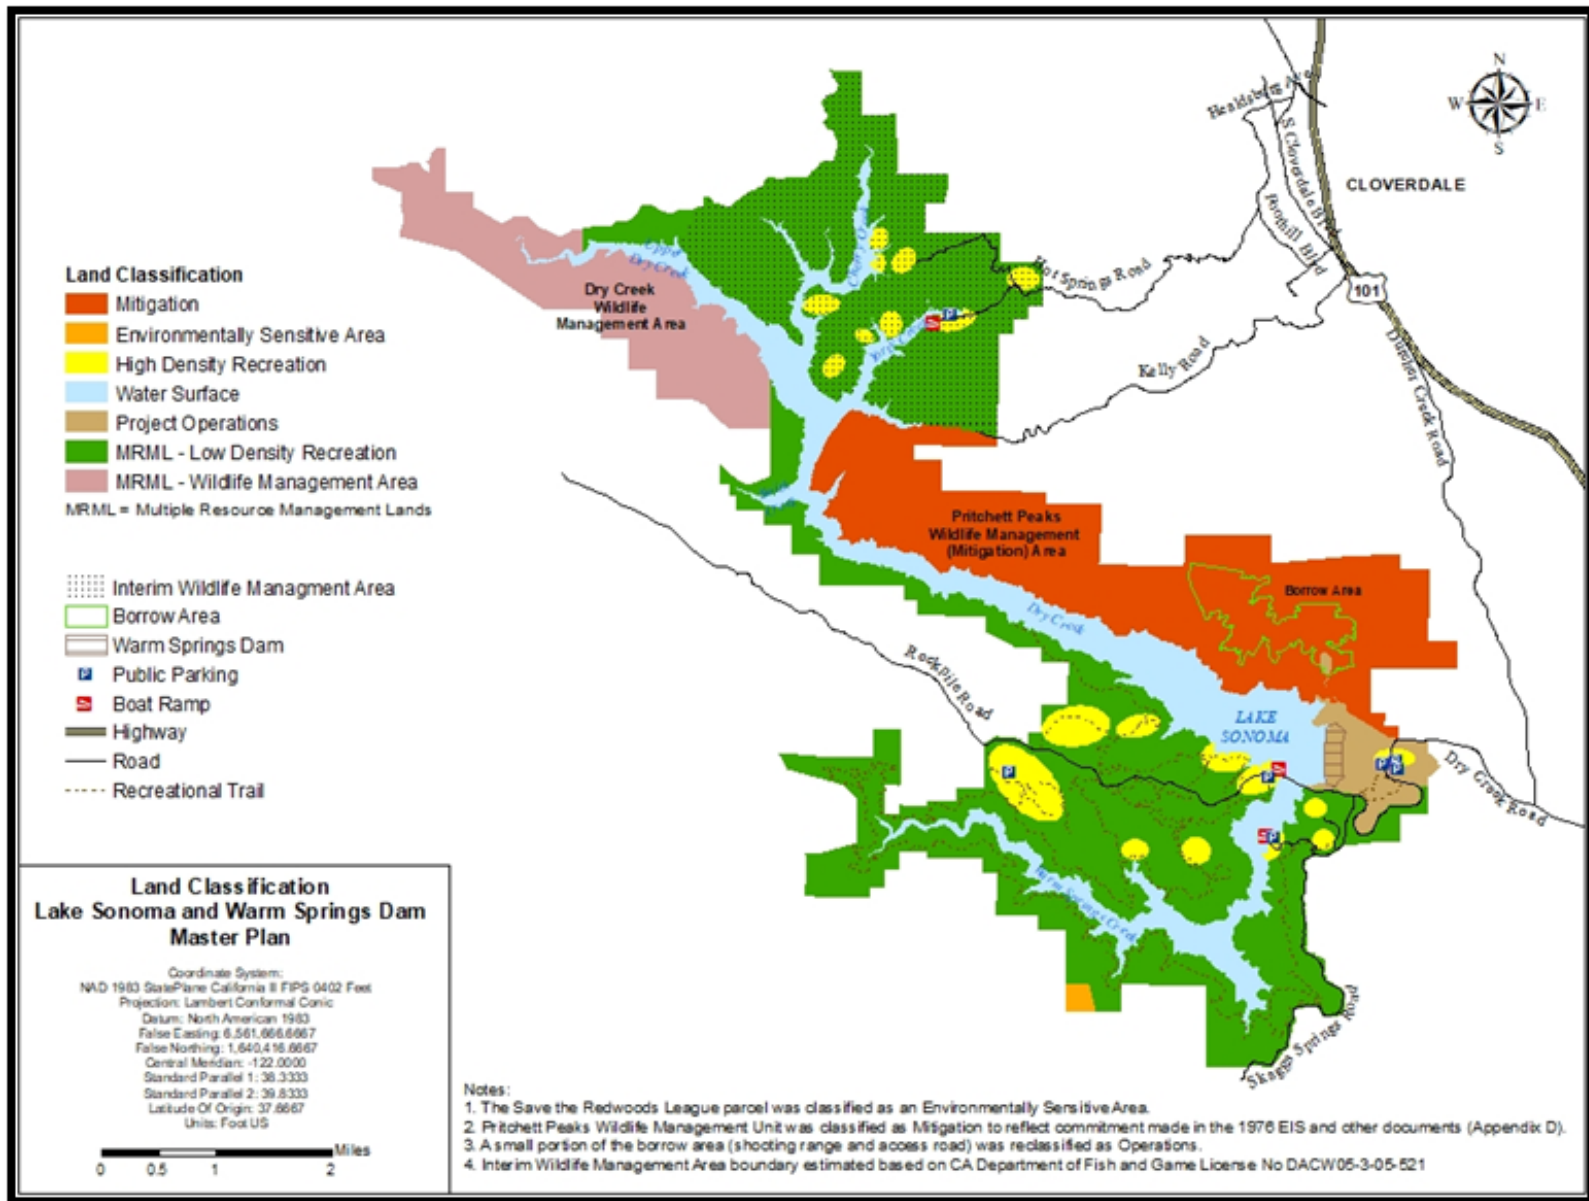 N
W
E
S
Healdsburg Ave
S Cloverdale Blvd
CLOVERDALE
Foothill Blvd
Hot Springs Road
101
Kelly Road
Dutcher Creek Road
Upper
Dry Creek
Cherry Creek
Dry Creek
Wildlife
Management Area
Land Classification
Mitigation
Environmentally Sensitive Area
High Density Recreation
Water Surface
Project Operations
MRML - Low Density Recreation
MRML - Wildlife Management Area
MRML = Multiple Resource Management Lands
Interim Wildlife Managment Area
Borrow Area
Warm Springs Dam
P Public Parking
Boat Ramp
Highway
Road
Recreational Trail
Pritchett Peaks
Wildlife Management
(Mitigation) Area
Borrow Area
Dry Creek
Rockpile Road
LAKE
SONOMA
Dry Creek Road
Warm Springs Creek
Skaggs Springs Road
P
P
P
P
P
Land Classification
Lake Sonoma and Warm Springs Dam
Master Plan
Coordinate System:
NAD 1983 StatePlane California II FIPS 0402 Feet
Projection: Lambert Conformal Conic
Datum: North American 1983
False Easting: 6,561,666.6667
False Northing: 1,640,416.6667
Central Meridian: -122.0000
Standard Parallel 1: 38.3333
Standard Parallel 2: 39.8333
Latitude Of Origin: 37.6667
Units: Foot US
Miles
0 0.5 1 2
Notes:
1. The Save the Redwoods League parcel was classified as an Environmentally Sensitive Area.
2. Pritchett Peaks Wildlife Management Unit was classified as Mitigation to reflect commitment made in the 1976 EIS and other documents (Appendix D).
3. A small portion of the borrow area (shooting range and access road) was reclassified as Operations.
4. Interim Wildlife Management Area boundary estimated based on CA Department of Fish and Game License No DACW05-3-05-521